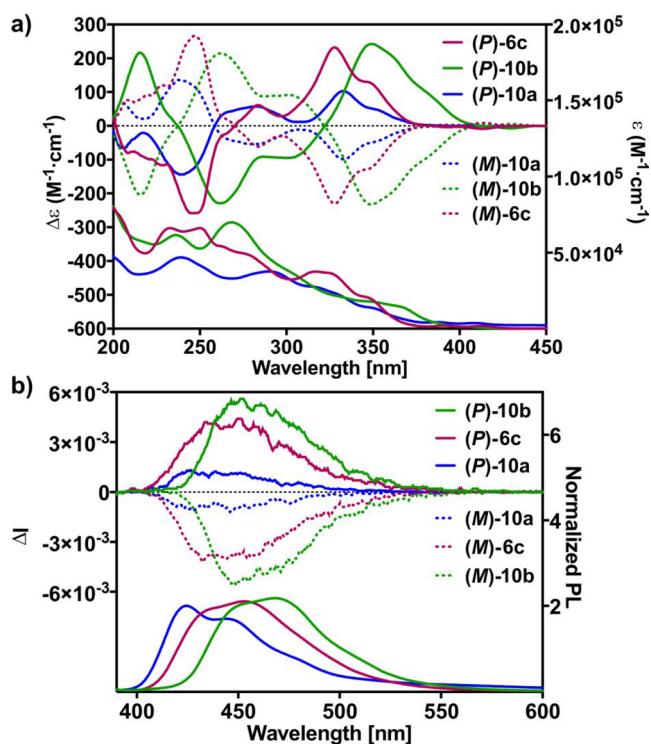 a)
300
200
100
0
-100
-200
-300
-400
-500
-600
Δε (M⁻¹·cm⁻¹)
(P)-6c
(P)-10b
(P)-10a
(M)-10a
(M)-10b
(M)-6c
2.0×10⁵
1.5×10⁵
1.0×10⁵
5.0×10⁴
ε (M⁻¹·cm⁻¹)
200 250 300 350 400 450
Wavelength [nm]
b)
6×10⁻³
3×10⁻³
0
-3×10⁻³
-6×10⁻³
ΔI
(P)-10b
(P)-6c
(P)-10a
(M)-10a
(M)-6c
(M)-10b
6
4
2
Normalized PL
400 450 500 550 600
Wavelength [nm]